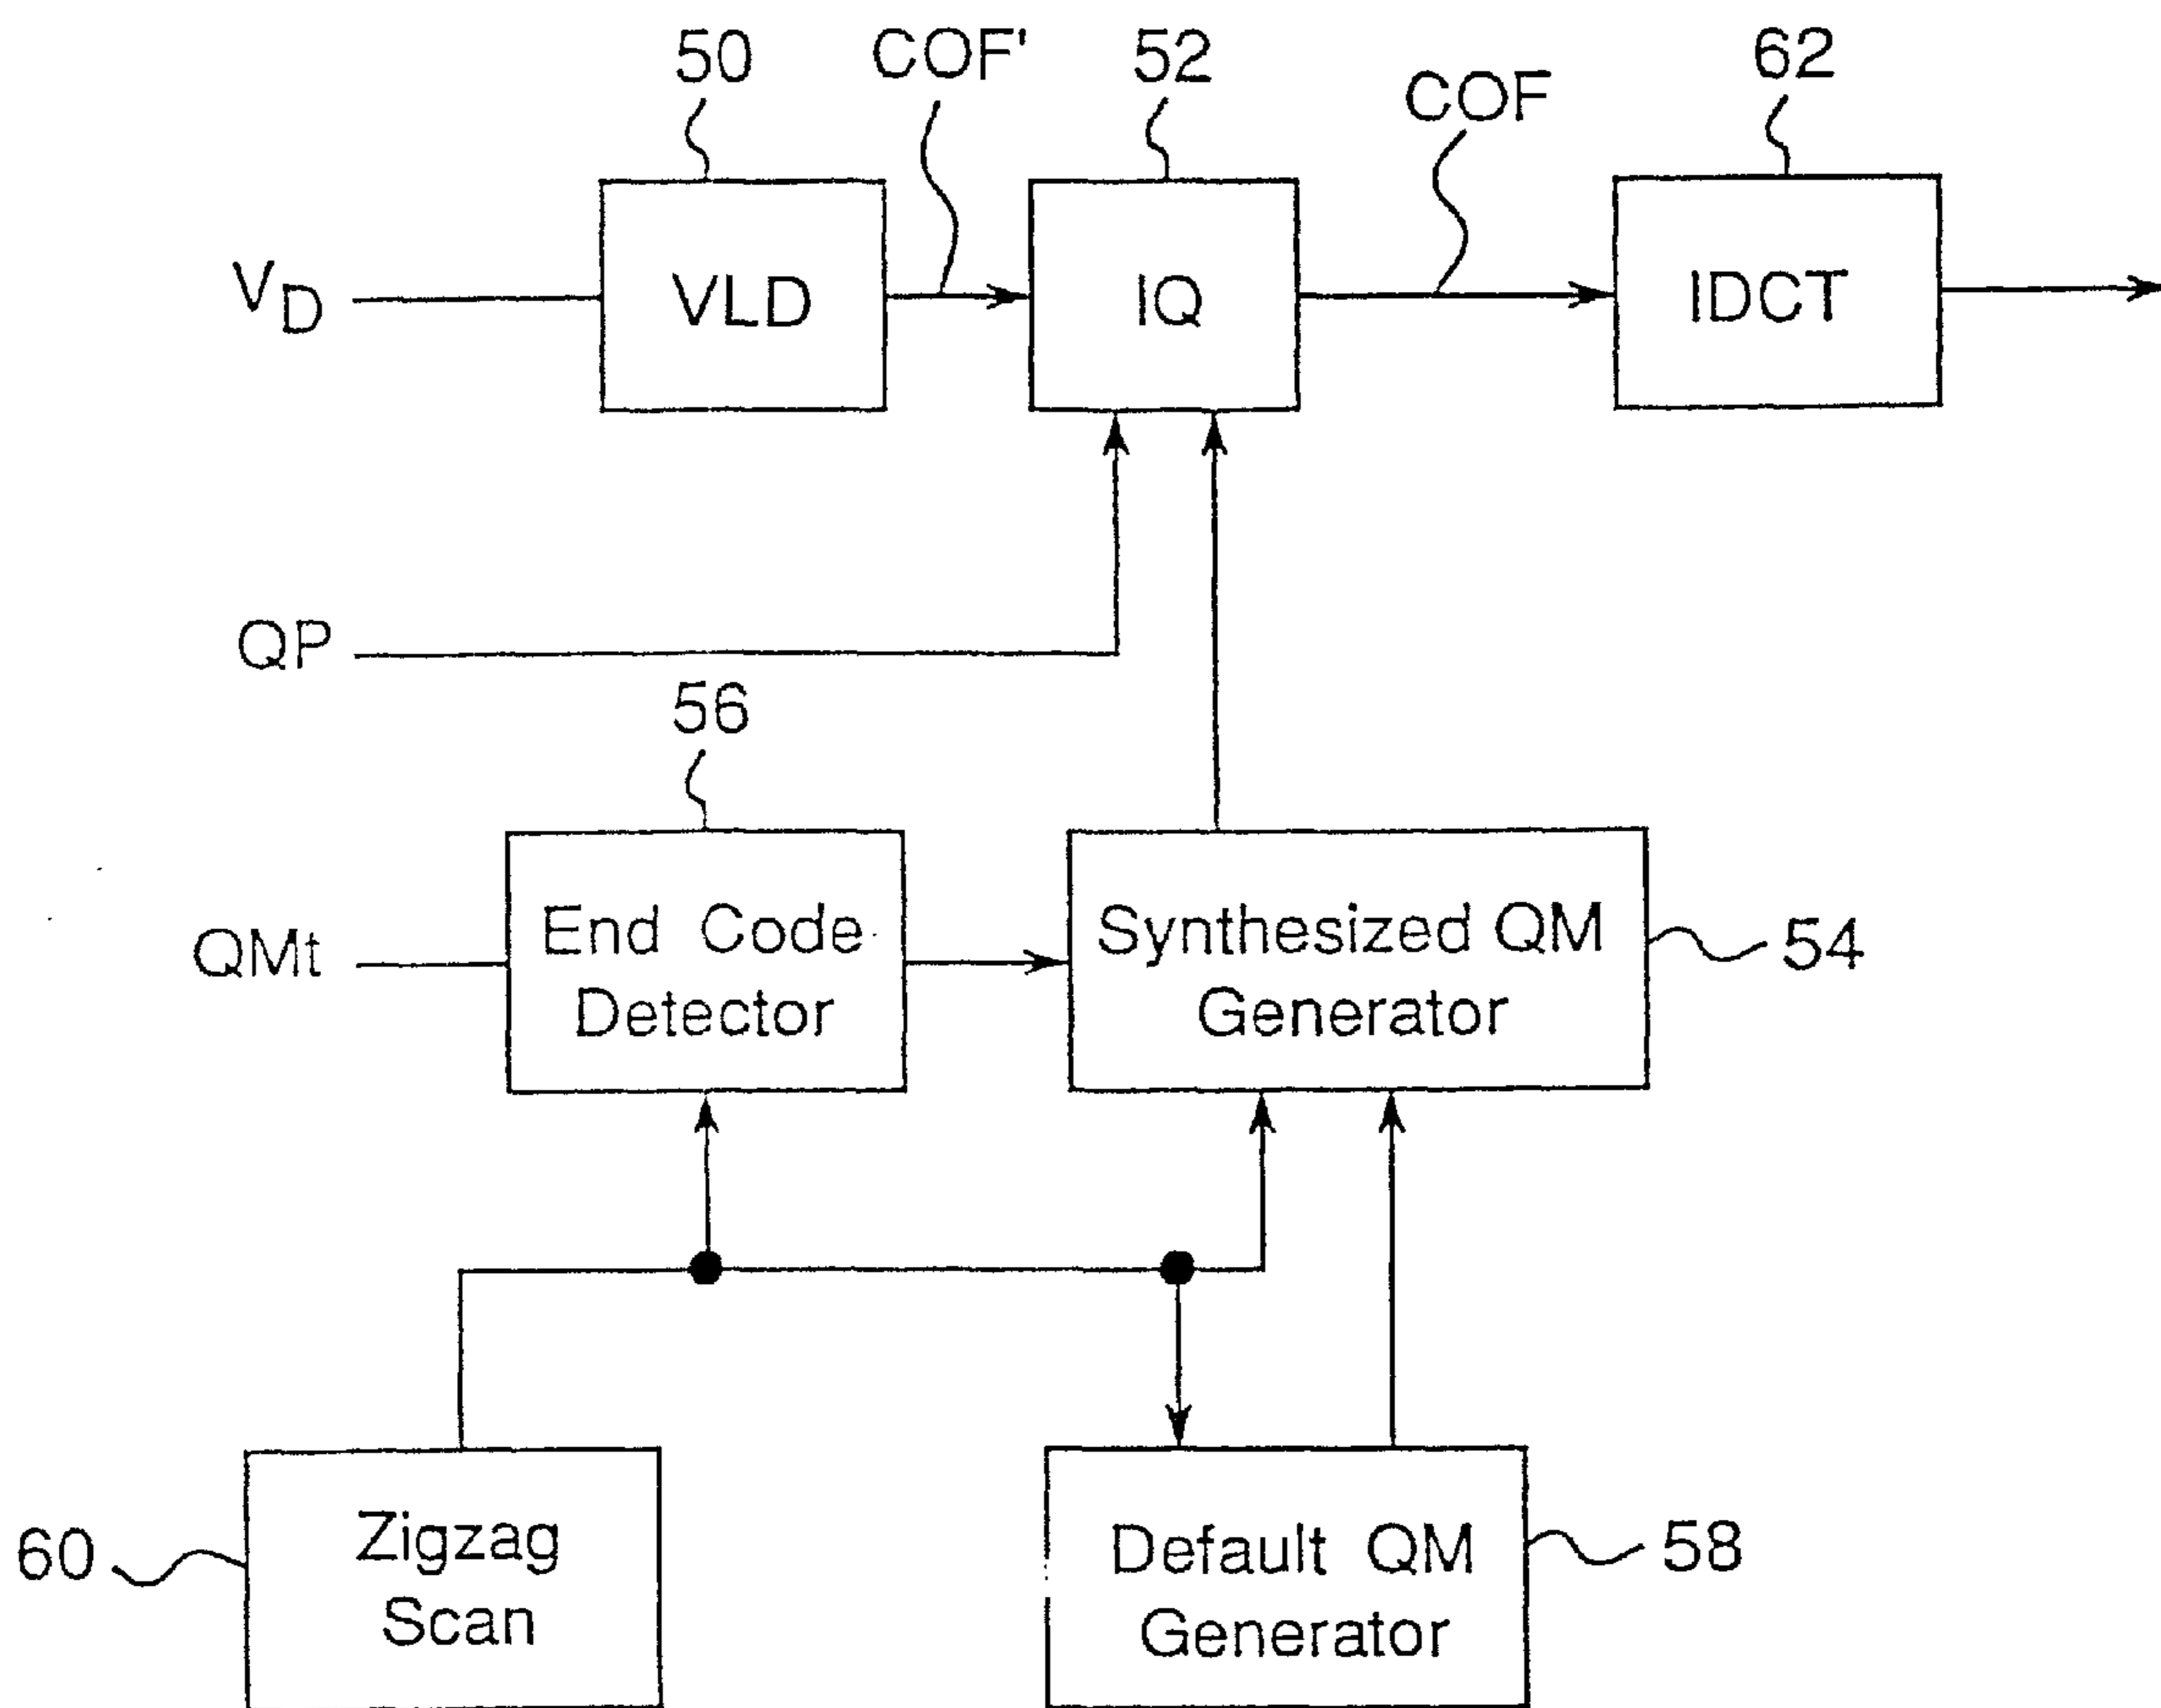 50
COF'
52
COF
62
VD
VLD
IQ
IDCT
QP
56
QMt
End Code
Detector
Synthesized QM
Generator
54
60
Zigzag
Scan
Default QM
Generator
58